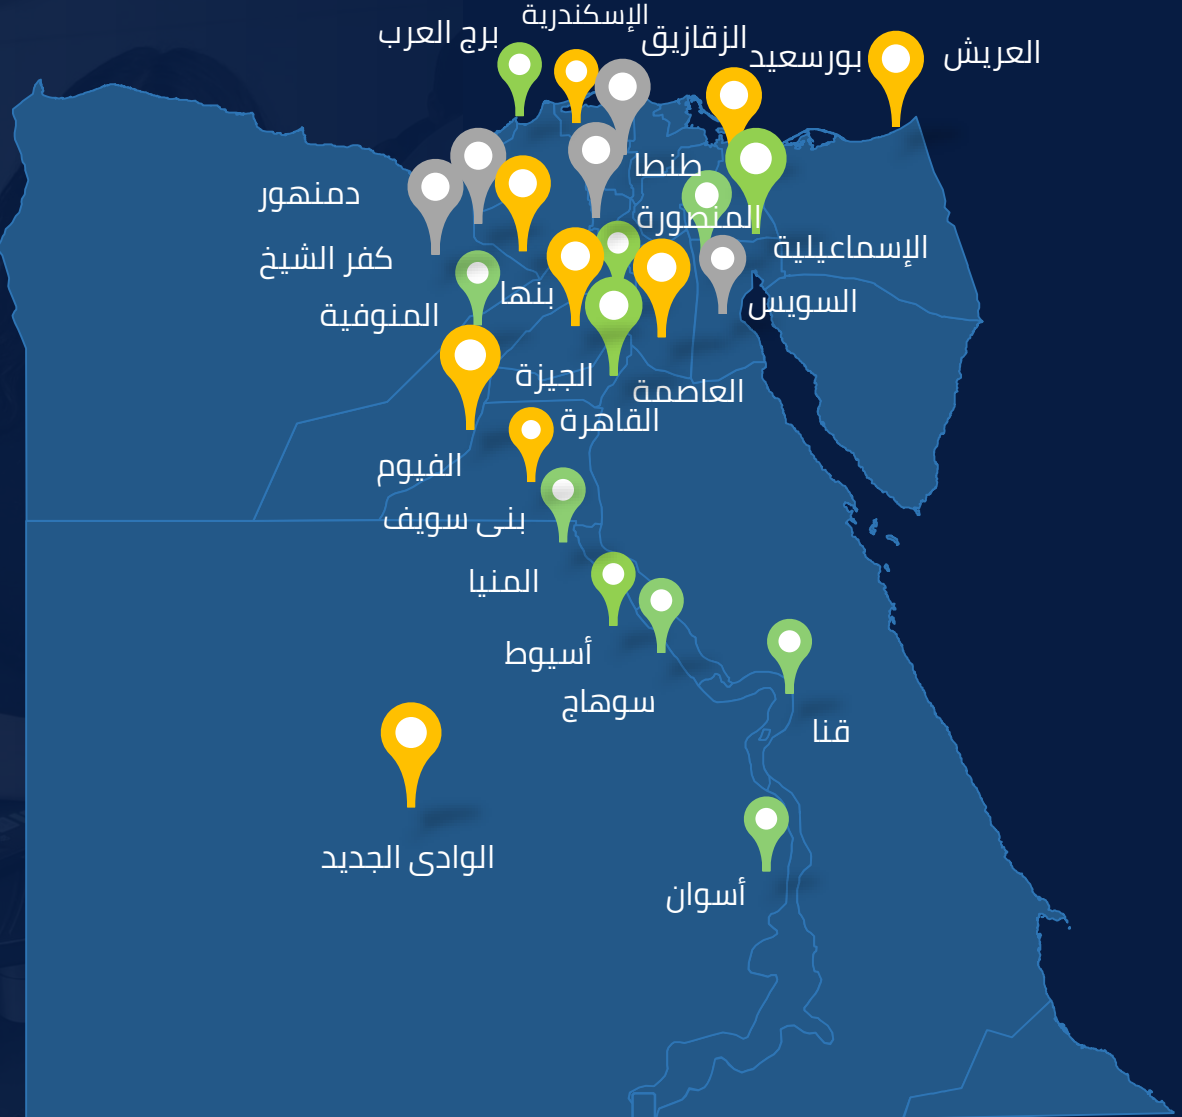 الإسكندرية
برج العرب
الزقازيق
العريش
بورسعيد
طنطا
دمنهور
المنصورة
الإسماعيلية
كفر الشيخ
بنها
السويس
المنوفية
الجيزة
العاصمة
القاهرة
الفيوم
بنى سويف
المنيا
أسيوط
سوهاج
قنا
الوادى الجديد
أسوان